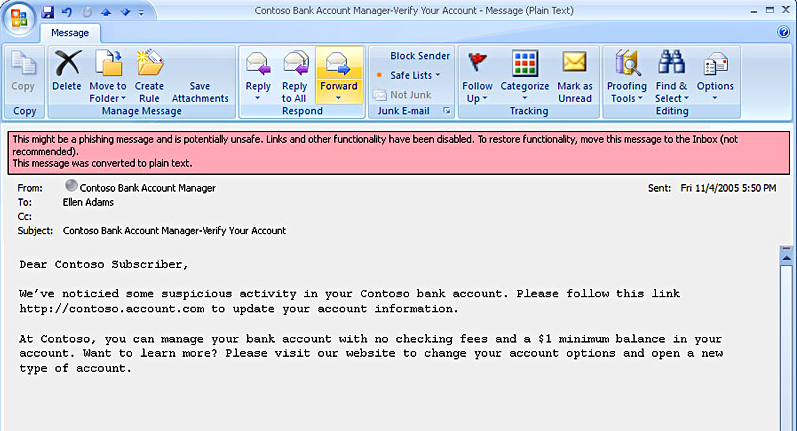 Contoso Bank Account Manager-Verify Your Account - Message (Plain Text)
Message
Copy
Delete
Move to Folder
Create Rule
Save Attachments
Reply
Reply to All
Forward
Block Sender
Safe Lists
Not Junk
Follow Up
Categorize
Mark as Unread
Proofing Tools
Find & Select
Options
Copy
Manage Message
Respond
Junk E-mail
Tracking
Editing
This might be a phishing message and is potentially unsafe. Links and other functionality have been disabled. To restore functionality, move this message to the Inbox (not
recommended).
This message was converted to plain text.
From: Contoso Bank Account Manager Sent: Fri 11/4/2005 5:50 PM
To: Ellen Adams
Cc:
Subject: Contoso Bank Account Manager-Verify Your Account
Dear Contoso Subscriber,
We've noticied some suspicious activity in your Contoso bank account. Please follow this link
http://contoso.account.com to update your account information.
At Contoso, you can manage your bank account with no checking fees and a $1 minimum balance in your
account. Want to learn more? Please visit our website to change your account options and open a new
type of account.